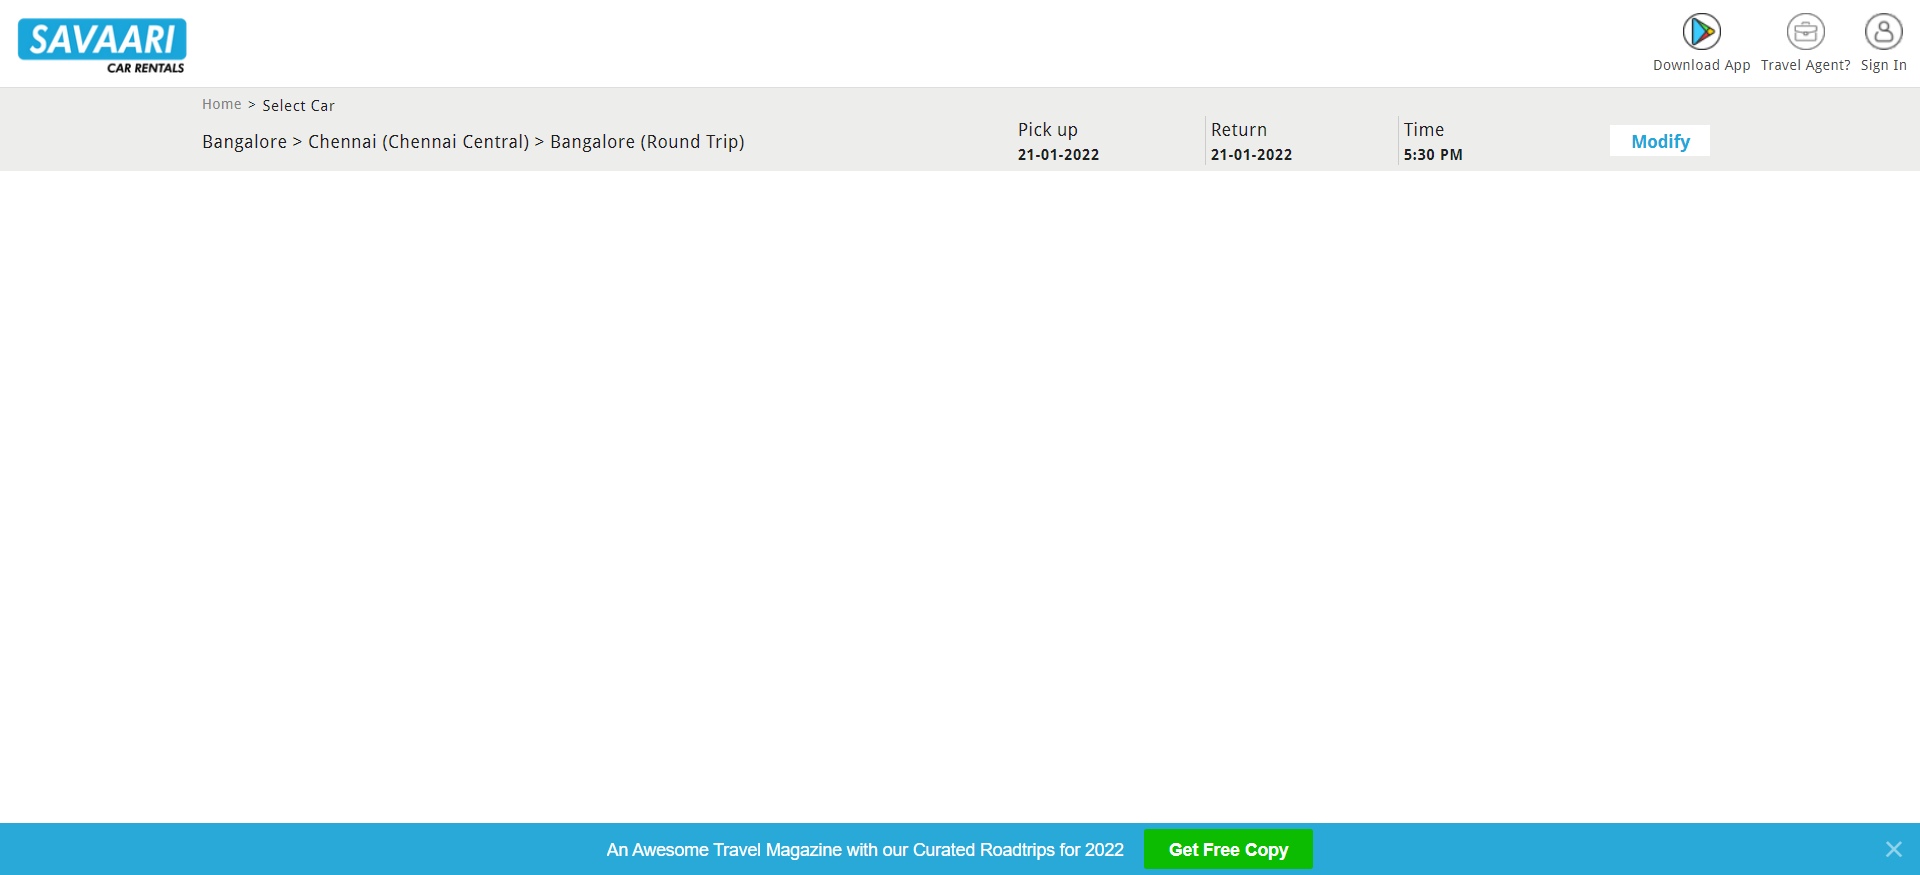 SAVAARI
CAR RENTALS
Download App
Travel Agent?
Sign In
Home > Select Car
Bangalore > Chennai (Chennai Central) > Bangalore (Round Trip)
Pick up
21-01-2022
Return
21-01-2022
Time
5:30 PM
Modify
An Awesome Travel Magazine with our Curated Roadtrips for 2022
Get Free Copy